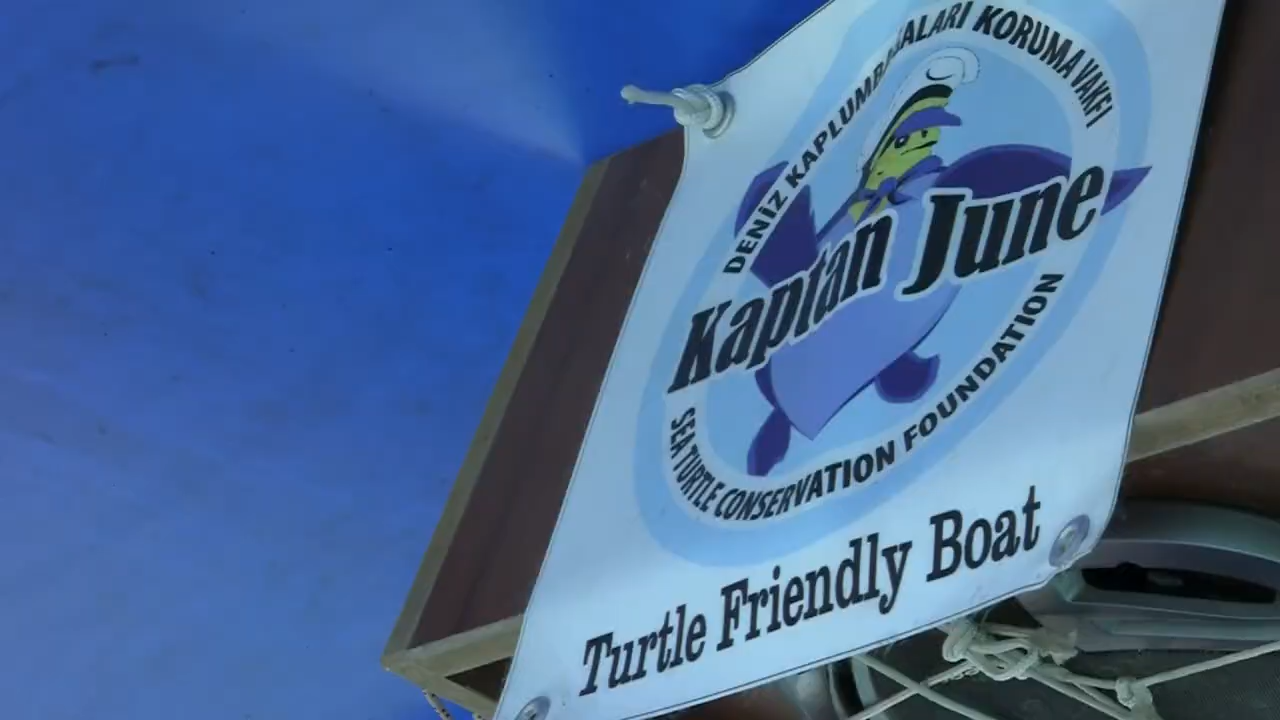 DENİZ KAPLUMBAĞALARI KORUMA VAKFI
Kaptan June
SEA TURTLE CONSERVATION FOUNDATION
Turtle Friendly Boat